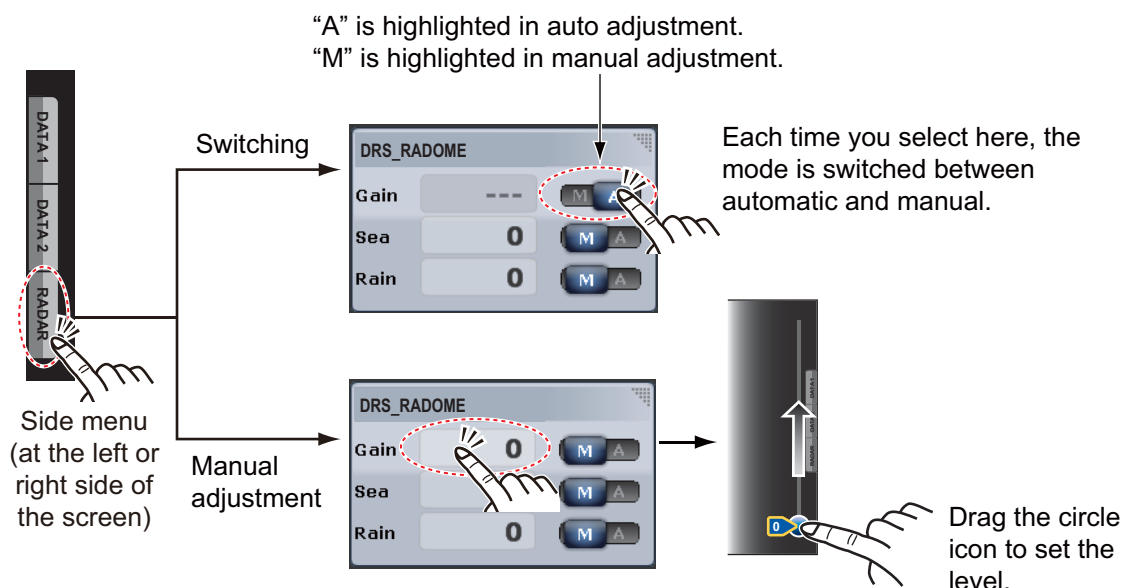 “A” is highlighted in auto adjustment.
“M” is highlighted in manual adjustment.
DATA 1
DATA 2
RADAR
Side menu
(at the left or
right side of
the screen)
Switching
DRS_RADOME
Gain --- M A
Sea 0 M A
Rain 0 M A
Each time you select here, the
mode is switched between
automatic and manual.
Manual
adjustment
DRS_RADOME
Gain 0 M A
Sea M A
Rain 0 M A
DATA 1
0
Drag the circle
icon to set the
level.